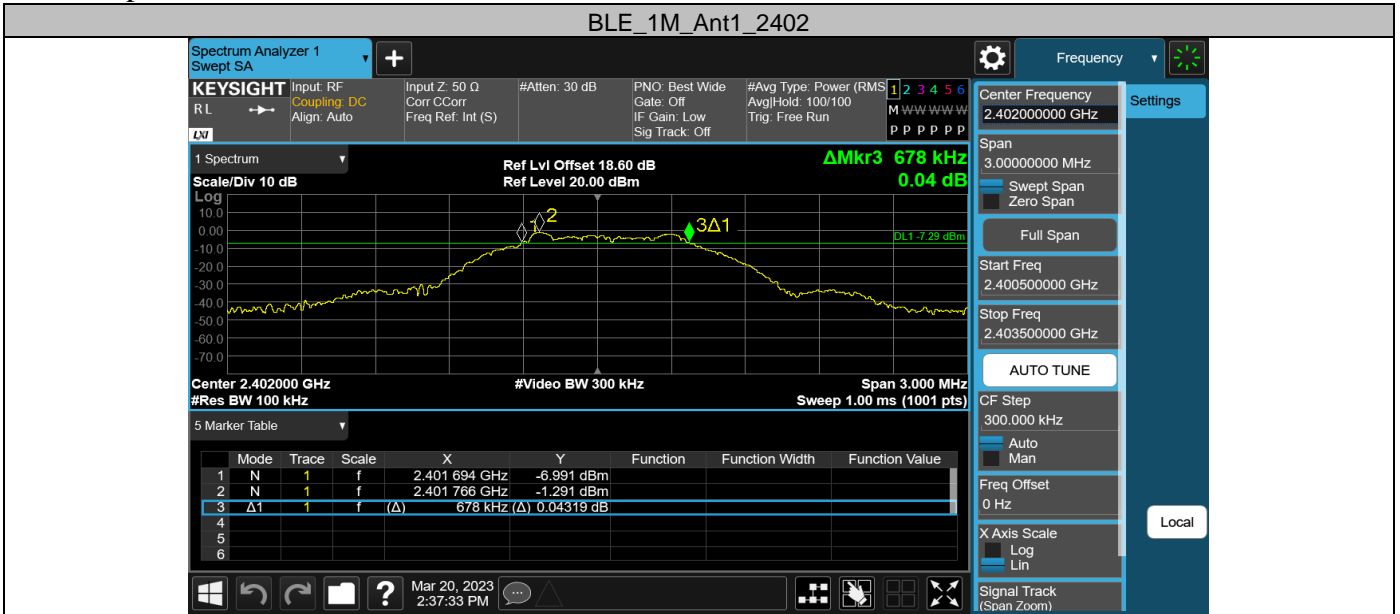 BLE_1M_Ant1_2402
Spectrum Analyzer 1
Swept SA
Frequency
KEYSIGHT
RL
LXI
Input: RF
Coupling: DC
Align: Auto
Input Z: 50 Ω
Corr CCorr
Freq Ref: Int (S)
#Atten: 30 dB
PNO: Best Wide
Gate: Off
IF Gain: Low
Sig Track: Off
#Avg Type: Power (RMS
Avg|Hold: 100/100
Trig: Free Run
1 2 3 4 5 6
M W W W W W
P P P P P P
1 Spectrum
Scale/Div 10 dB
Ref Lvl Offset 18.60 dB
Ref Level 20.00 dBm
ΔMkr3 678 kHz
0.04 dB
Log
10.0
0.00
-10.0
-20.0
-30.0
-40.0
-50.0
-60.0
-70.0
1
2
3Δ1
DL1 -7.29 dBm
Center 2.402000 GHz
#Res BW 100 kHz
#Video BW 300 kHz
Span 3.000 MHz
Sweep 1.00 ms (1001 pts)
5 Marker Table
Mode Trace Scale X Y Function Function Width Function Value
1 N 1 f 2.401 694 GHz -6.991 dBm
2 N 1 f 2.401 766 GHz -1.291 dBm
3 Δ1 1 f (Δ) 678 kHz (Δ) 0.04319 dB
4
5
6
?
Mar 20, 2023
2:37:33 PM
Settings
Center Frequency
2.402000000 GHz
Span
3.00000000 MHz
Swept Span
Zero Span
Full Span
Start Freq
2.400500000 GHz
Stop Freq
2.403500000 GHz
AUTO TUNE
CF Step
300.000 kHz
Auto
Man
Freq Offset
0 Hz
X Axis Scale
Log
Lin
Signal Track
(Span Zoom)
Local